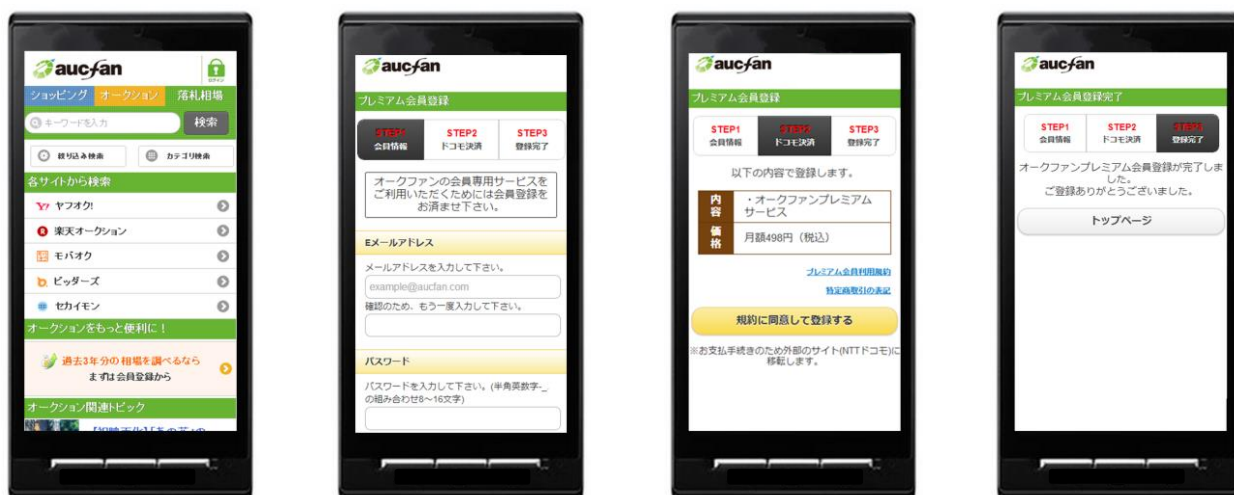 aucfan
ログイン
ショッピング オークション 落札相場
キーワードを入力 検索
絞り込み検索 カテゴリ検索
各サイトから検索
ヤフオク!
楽天オークション
モバオク
ビッダーズ
セカイモン
オークションをもっと便利に!
過去3年分の相場を調べるなら
まずは会員登録から
オークション関連トピック
aucfan
プレミアム会員登録
STEP1 STEP2 STEP3
会員情報 ドコモ決済 登録完了
オークファンの会員専用サービスを
ご利用いただくためには会員登録を
お済ませ下さい。
Eメールアドレス
メールアドレスを入力して下さい。
example@aucfan.com
確認のため、もう一度入力して下さい。
パスワード
パスワードを入力して下さい。(半角英数字-_
の組み合わせ8～16文字)
aucfan
プレミアム会員登録
STEP1 STEP2 STEP3
会員情報 ドコモ決済 登録完了
以下の内容で登録します。
内容 ・オークファンプレミアム
サービス
価格 月額498円（税込）
プレミアム会員利用規約
特定商取引の表記
規約に同意して登録する
※お支払手続きのため外部のサイト(NTTドコモ)に
移転します。
aucfan
プレミアム会員登録完了
STEP1 STEP2 STEP3
会員情報 ドコモ決済 登録完了
オークファンプレミアム会員登録が完了しま
した。
ご登録ありがとうございました。
トップページ